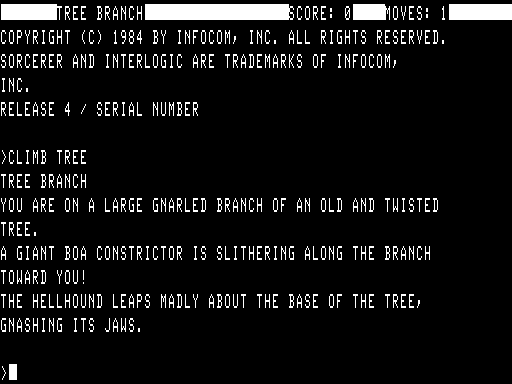 TREE BRANCH SCORE: 0 MOVES: 1
COPYRIGHT (C) 1984 BY INFOCOM, INC. ALL RIGHTS RESERVED.
SORCERER AND INTERLOGIC ARE TRADEMARKS OF INFOCOM,
INC.
RELEASE 4 / SERIAL NUMBER
>CLIMB TREE
TREE BRANCH
YOU ARE ON A LARGE GNARLED BRANCH OF AN OLD AND TWISTED
TREE.
A GIANT BOA CONSTRICTOR IS SLITHERING ALONG THE BRANCH
TOWARD YOU!
THE HELLHOUND LEAPS MADLY ABOUT THE BASE OF THE TREE,
GNASHING ITS JAWS.
>